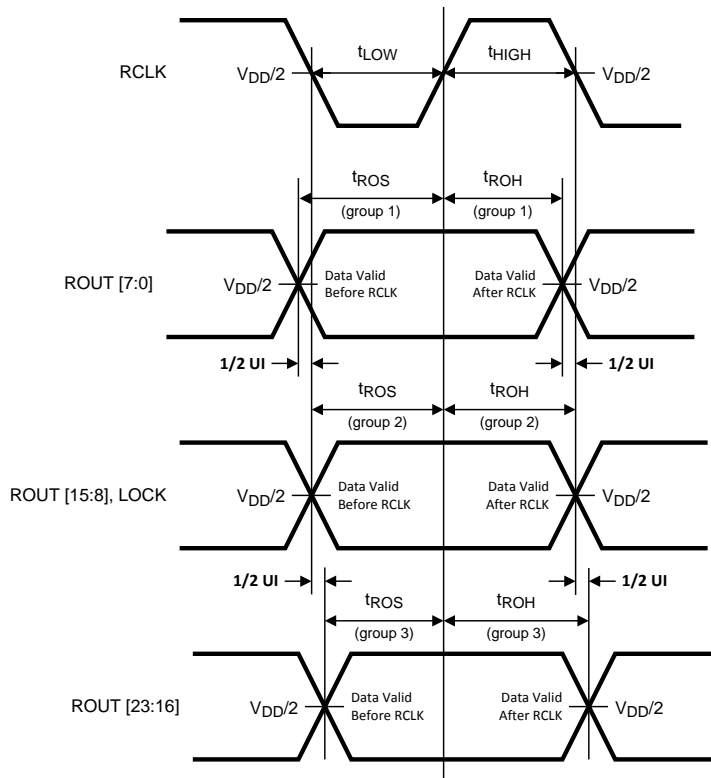 RCLK
VDD/2
tLOW
tHIGH
VDD/2
tROS
(group 1)
tROH
(group 1)
ROUT [7:0]
VDD/2
Data Valid
Before RCLK
Data Valid
After RCLK
VDD/2
1/2 UI
1/2 UI
tROS
(group 2)
tROH
(group 2)
ROUT [15:8], LOCK
VDD/2
Data Valid
Before RCLK
Data Valid
After RCLK
VDD/2
1/2 UI
1/2 UI
tROS
(group 3)
tROH
(group 3)
ROUT [23:16]
VDD/2
Data Valid
Before RCLK
Data Valid
After RCLK
VDD/2